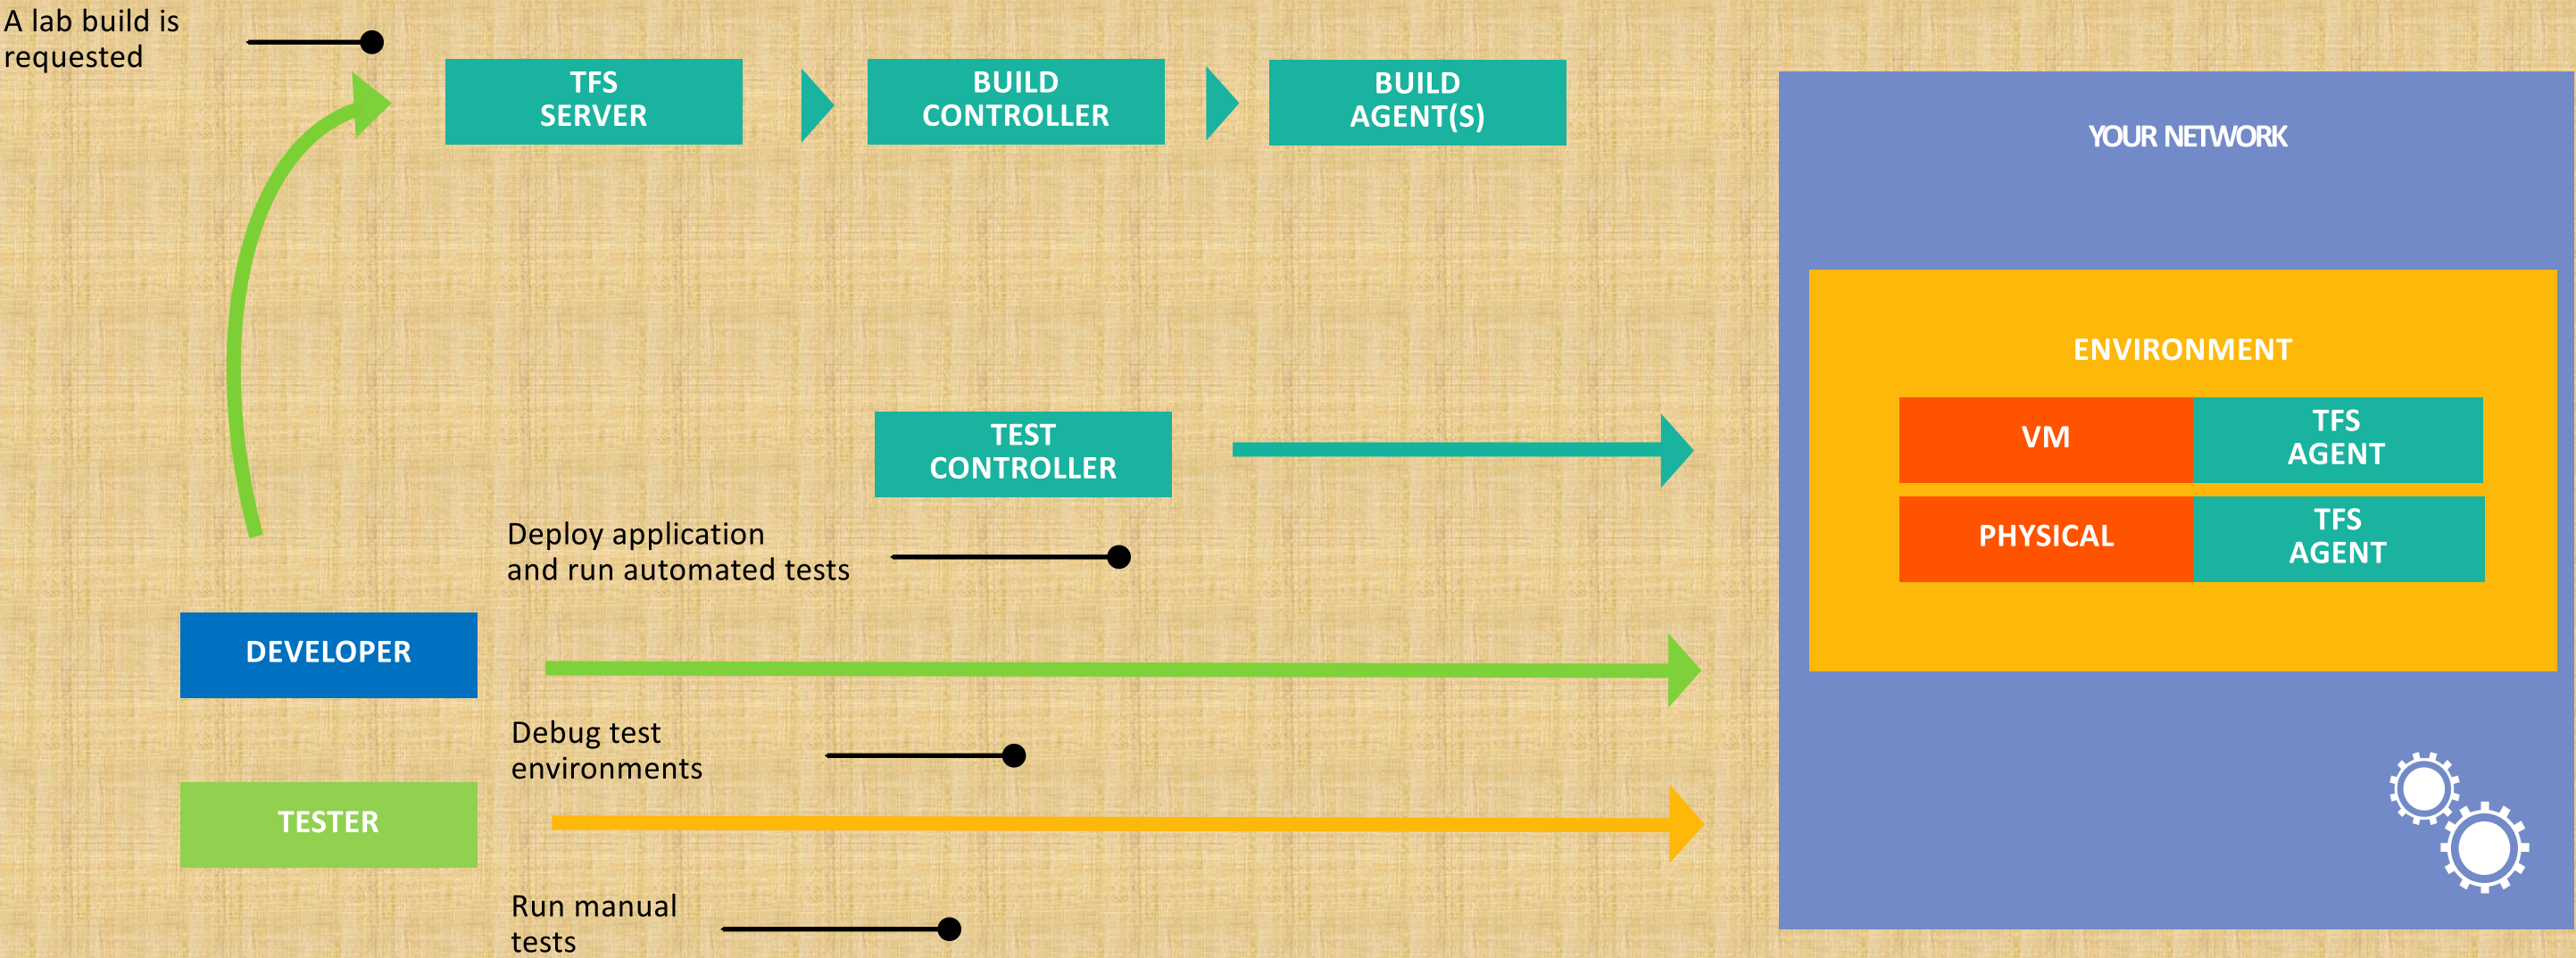 A lab build is
requested
TFS
SERVER
BUILD
CONTROLLER
BUILD
AGENT(S)
YOUR NETWORK
ENVIRONMENT
VM
TFS
AGENT
PHYSICAL
TFS
AGENT
TEST
CONTROLLER
Deploy application
and run automated tests
DEVELOPER
Debug test
environments
TESTER
Run manual
tests